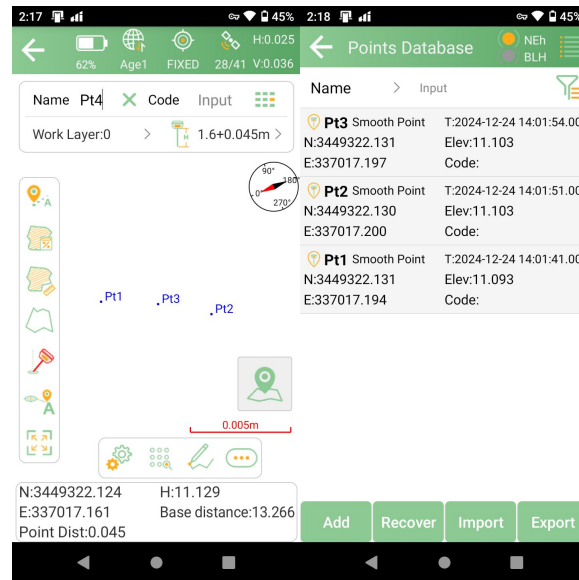 2:17 45%
62% Age1 FIXED 28/41 H:0.025
V:0.036
Name Pt4 Code Input
Work Layer:0 > 1.6+0.045m >
90°
180°
0°
270°
A
Pt1
Pt3
Pt2
A
0.005m
N:3449322.124 H:11.129
E:337017.161 Base distance:13.266
Point Dist:0.045
2:18 45%
Points Database NEh
BLH
Name > Input
Pt3 Smooth Point T:2024-12-24 14:01:54.00
N:3449322.131 Elev:11.103
E:337017.197 Code:
Pt2 Smooth Point T:2024-12-24 14:01:51.00
N:3449322.130 Elev:11.103
E:337017.200 Code:
Pt1 Smooth Point T:2024-12-24 14:01:41.00
N:3449322.131 Elev:11.093
E:337017.194 Code:
Add Recover Import Export